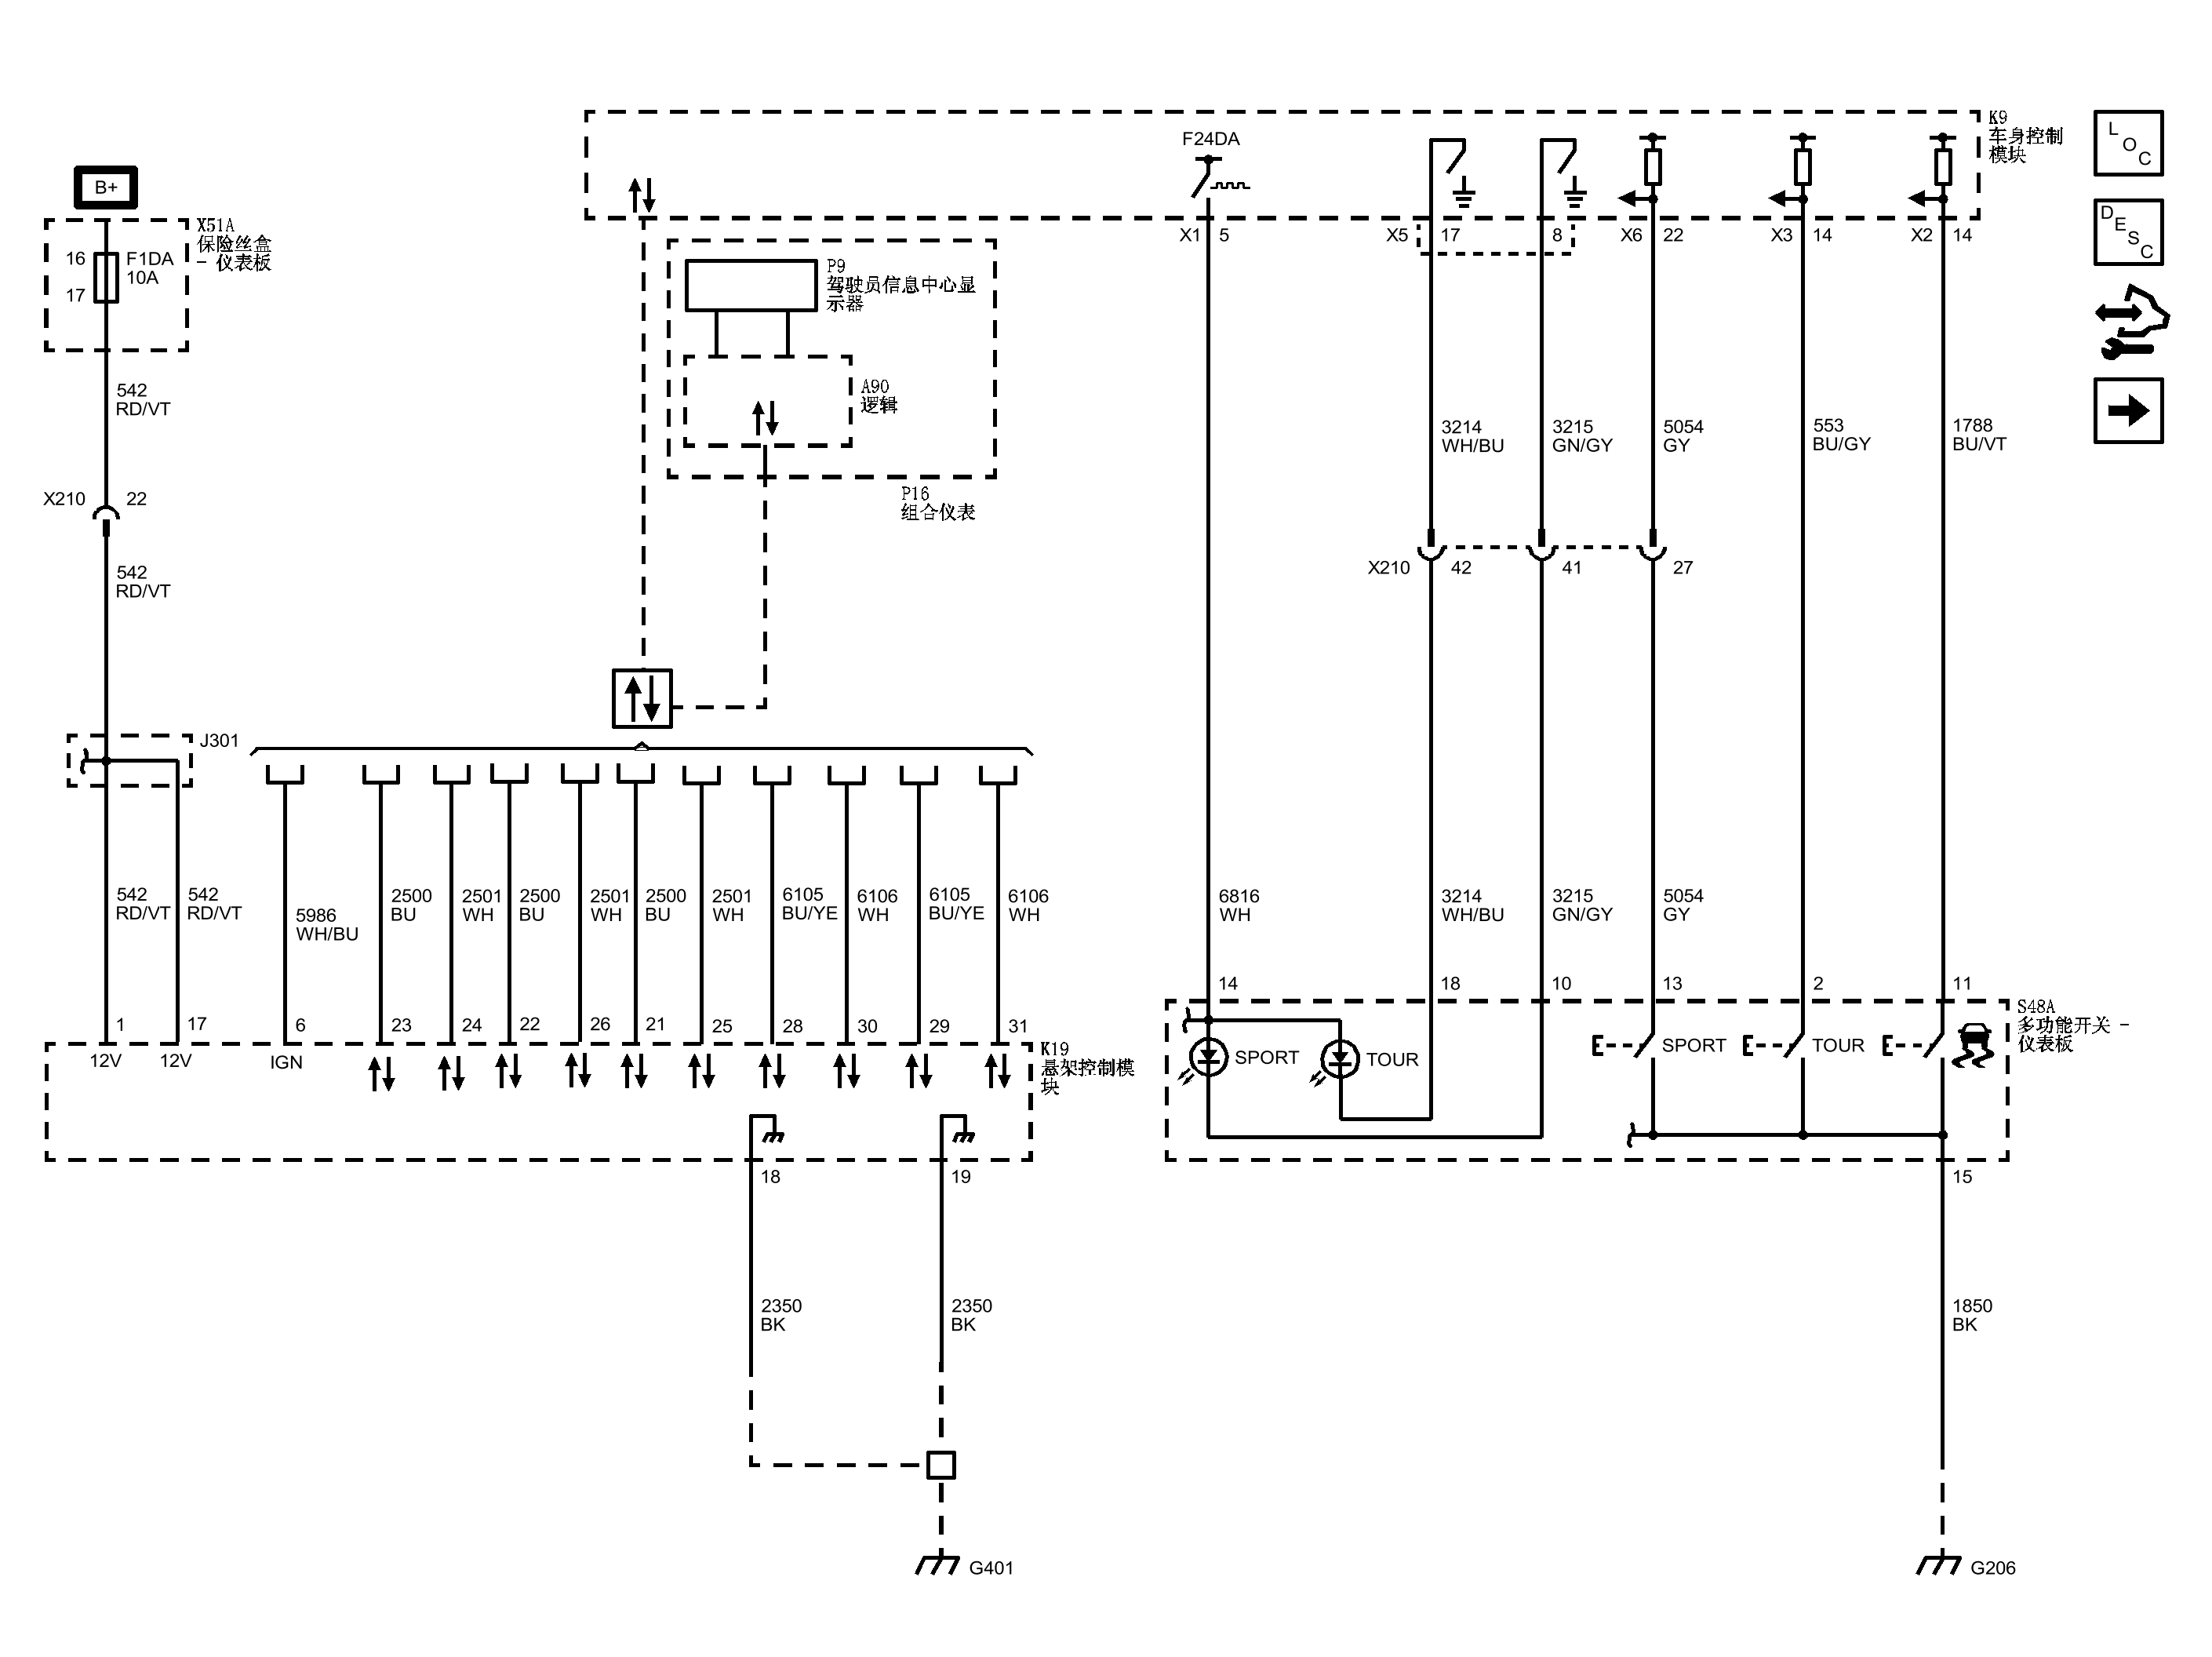 K9
车身控制
模块
F24DA
L
O
C
D
E
S
C
B+
X51A
保险丝盒
- 仪表板
16
F1DA
10A
17
X1
5
X5
17
8
X6
22
X3
14
X2
14
P9
驾驶员信息中心显
示器
A90
逻辑
P16
组合仪表
542
RD/VT
3214
WH/BU
3215
GN/GY
5054
GY
553
BU/GY
1788
BU/VT
X210
22
542
RD/VT
X210
42
41
27
J301
542
RD/VT
542
RD/VT
5986
WH/BU
2500
BU
2501
WH
2500
BU
2501
WH
2500
BU
2501
WH
6105
BU/YE
6106
WH
6105
BU/YE
6106
WH
6816
WH
3214
WH/BU
3215
GN/GY
5054
GY
14
18
10
13
2
11
1
17
6
23
24
22
26
21
25
28
30
29
31
12V
12V
IGN
K19
悬架控制模
块
SPORT
TOUR
SPORT
TOUR
S48A
多功能开关 -
仪表板
18
19
15
2350
BK
2350
BK
1850
BK
G401
G206